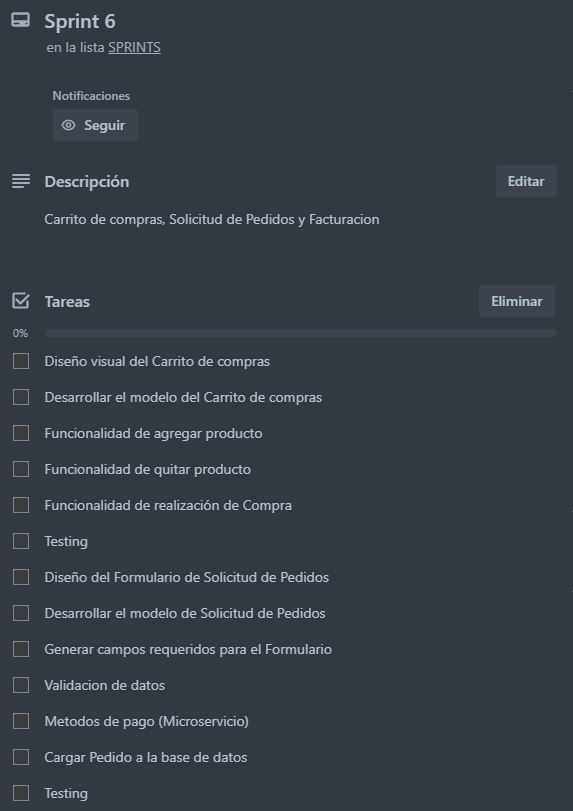 Sprint 6
en la lista SPRINTS
Notificaciones
Seguir
Descripción
Editar
Carrito de compras, Solicitud de Pedidos y Facturacion
Tareas
Eliminar
0%
Diseño visual del Carrito de compras
Desarrollar el modelo del Carrito de compras
Funcionalidad de agregar producto
Funcionalidad de quitar producto
Funcionalidad de realización de Compra
Testing
Diseño del Formulario de Solicitud de Pedidos
Desarrollar el modelo de Solicitud de Pedidos
Generar campos requeridos para el Formulario
Validacion de datos
Metodos de pago (Microservicio)
Cargar Pedido a la base de datos
Testing